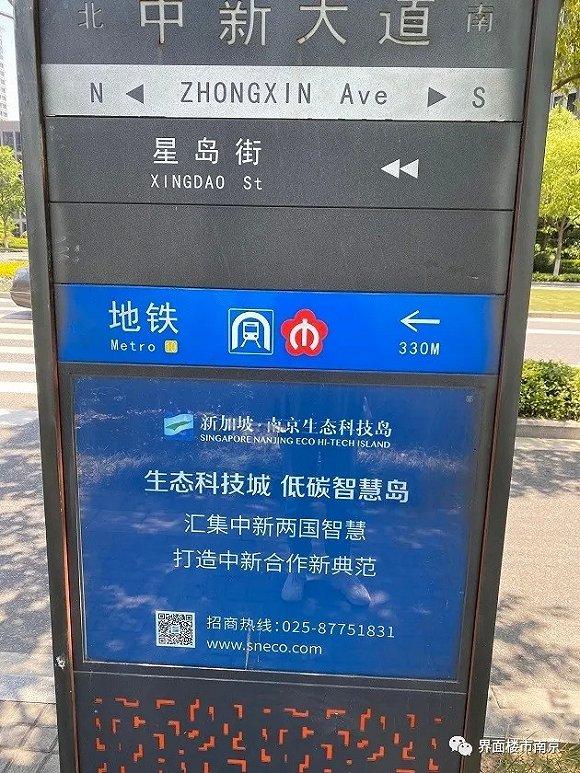 北 中新大道 南
N ◀ ZHONGXIN Ave ▶ S
星岛街
XINGDAO St
地铁
Metro 10
330M
新加坡·南京生态科技岛
SINGAPORE NANJING ECO HI-TECH ISLAND
生态科技城 低碳智慧岛
汇集中新两国智慧
打造中新合作新典范
招商热线:025-87751831
www.sneco.com
界面楼市南京